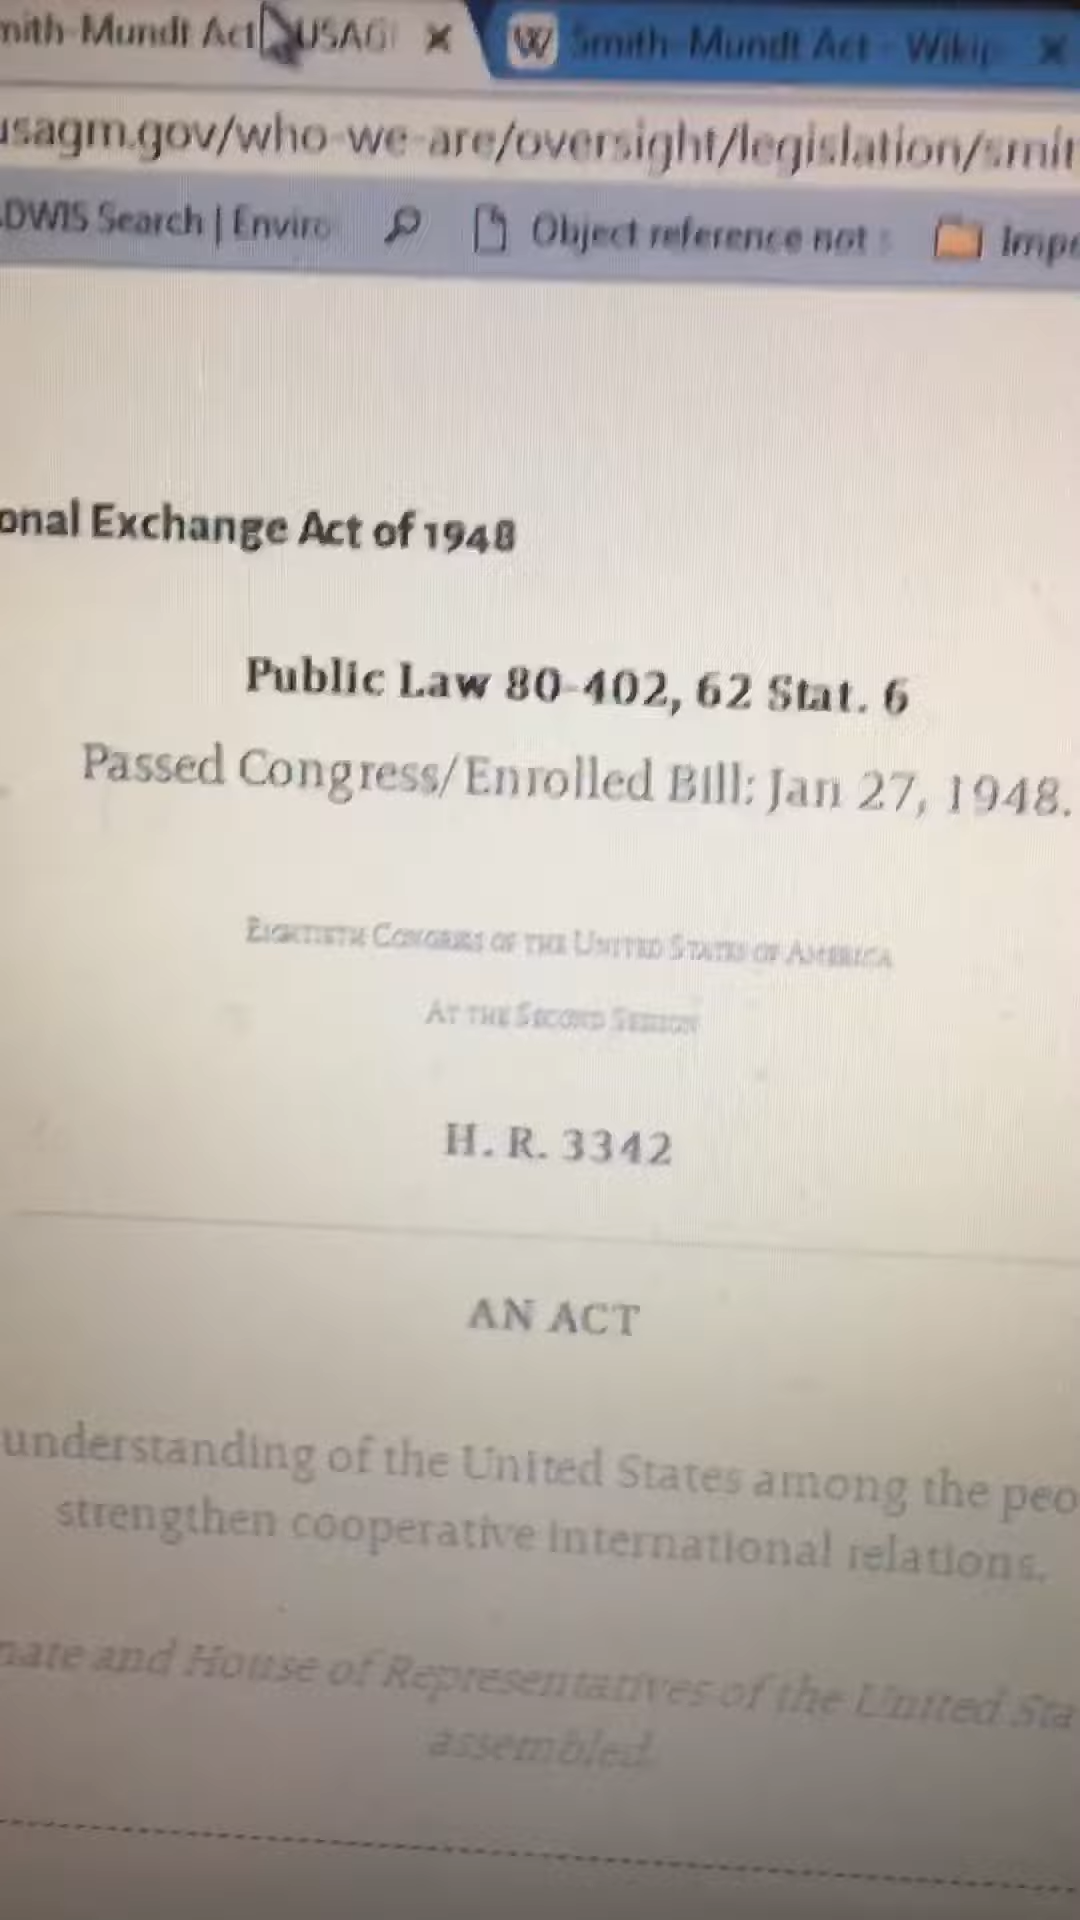 mith-Mundt Act USAG
Smith-Mundt Act - Wikip
usagm.gov/who-we-are/oversight/legislation/smit
DWIS Search | Enviro
Object reference not s
Impo
onal Exchange Act of 1948
Public Law 80-402, 62 Stat. 6
Passed Congress/Enrolled Bill: Jan 27, 1948.
EIGHTIETH CONGRESS OF THE UNITED STATES OF AMERICA
AT THE SECOND SESSION
H. R. 3342
AN ACT
understanding of the United States among the peo
strengthen cooperative international relations.
nate and House of Representatives of the United Sta
assembled